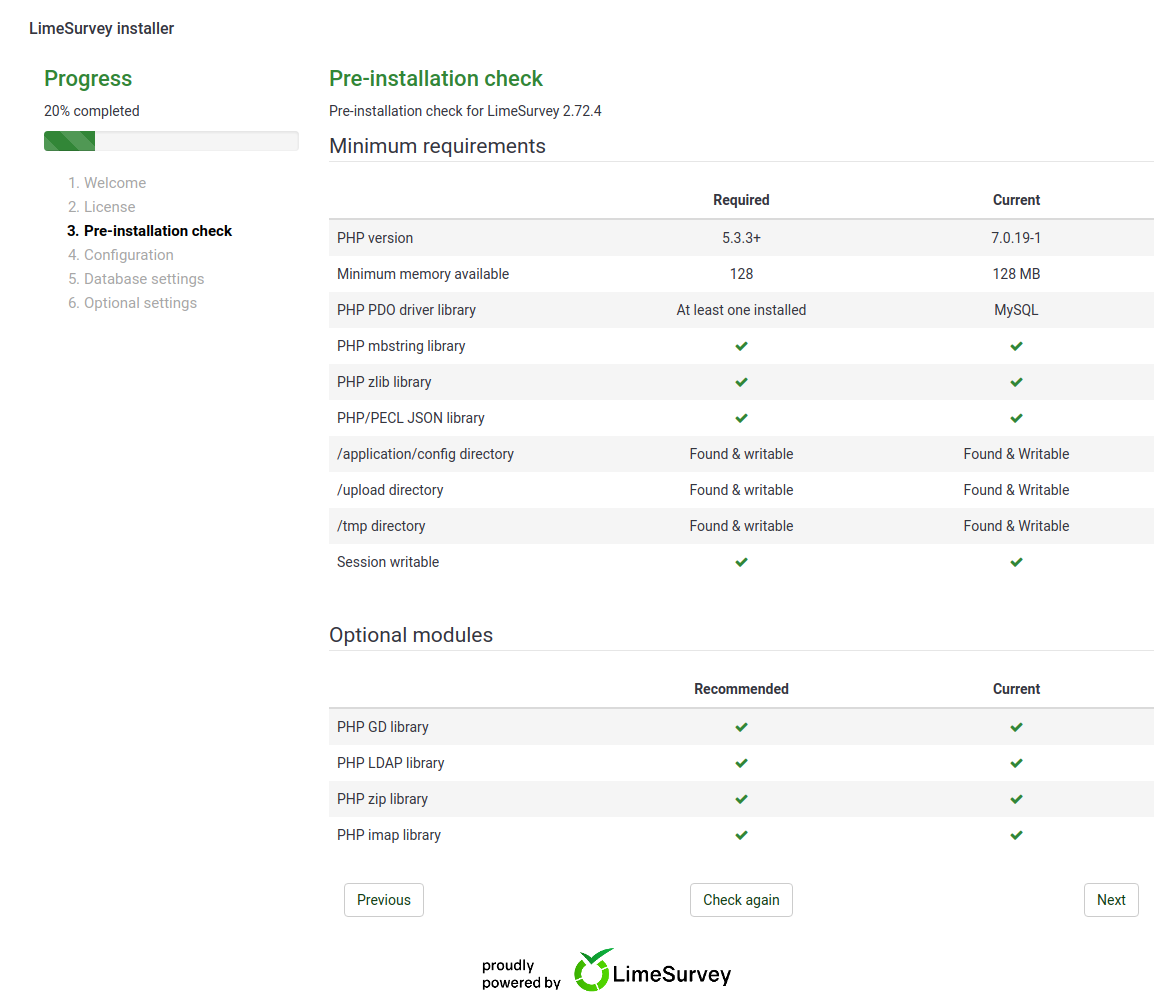 LimeSurvey installer
Progress
20% completed
1. Welcome
2. License
3. Pre-installation check
4. Configuration
5. Database settings
6. Optional settings
Pre-installation check
Pre-installation check for LimeSurvey 2.72.4
Minimum requirements
Required Current
PHP version 5.3.3+ 7.0.19-1
Minimum memory available 128 128 MB
PHP PDO driver library At least one installed MySQL
PHP mbstring library ✔ ✔
PHP zlib library ✔ ✔
PHP/PECL JSON library ✔ ✔
/application/config directory Found & writable Found & Writable
/upload directory Found & writable Found & Writable
/tmp directory Found & writable Found & Writable
Session writable ✔ ✔
Optional modules
Recommended Current
PHP GD library ✔ ✔
PHP LDAP library ✔ ✔
PHP zip library ✔ ✔
PHP imap library ✔ ✔
Previous Check again Next
proudly
powered by LimeSurvey